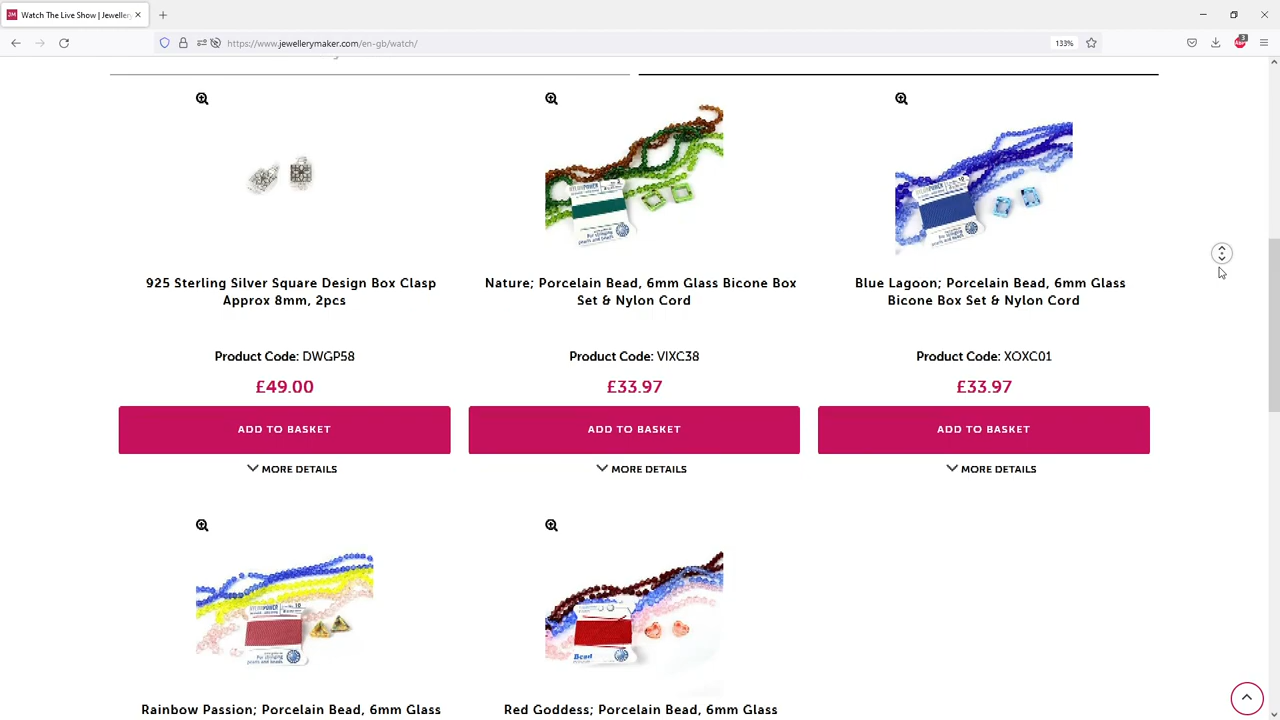 Watch The Live Show | Jeweller
https://www.jewellerymaker.com/en-gb/watch/
133%
925 Sterling Silver Square Design Box Clasp
Approx 8mm, 2pcs
Product Code: DWGP58
£49.00
ADD TO BASKET
MORE DETAILS
Nature; Porcelain Bead, 6mm Glass Bicone Box
Set & Nylon Cord
Product Code: VIXC38
£33.97
ADD TO BASKET
MORE DETAILS
Blue Lagoon; Porcelain Bead, 6mm Glass
Bicone Box Set & Nylon Cord
Product Code: XOXC01
£33.97
ADD TO BASKET
MORE DETAILS
Rainbow Passion; Porcelain Bead, 6mm Glass
Bead
Red Goddess; Porcelain Bead, 6mm Glass